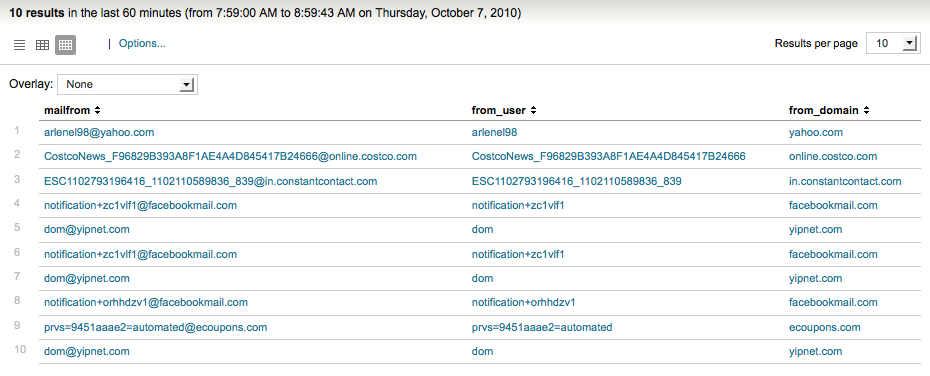 10 results in the last 60 minutes (from 7:59:00 AM to 8:59:43 AM on Thursday, October 7, 2010)
| Options... Results per page 10
Overlay: None
mailfrom from_user from_domain
1 arlenel98@yahoo.com arlenel98 yahoo.com
2 CostcoNews_F96829B393A8F1AE4A4D845417B24666@online.costco.com CostcoNews_F96829B393A8F1AE4A4D845417B24666 online.costco.com
3 ESC1102793196416_1102110589836_839@in.constantcontact.com ESC1102793196416_1102110589836_839 in.constantcontact.com
4 notification+zc1vlf1@facebookmail.com notification+zc1vlf1 facebookmail.com
5 dom@yipnet.com dom yipnet.com
6 notification+zc1vlf1@facebookmail.com notification+zc1vlf1 facebookmail.com
7 dom@yipnet.com dom yipnet.com
8 notification+orhhdzv1@facebookmail.com notification+orhhdzv1 facebookmail.com
9 prvs=9451aaae2=automated@ecoupons.com prvs=9451aaae2=automated ecoupons.com
10 dom@yipnet.com dom yipnet.com